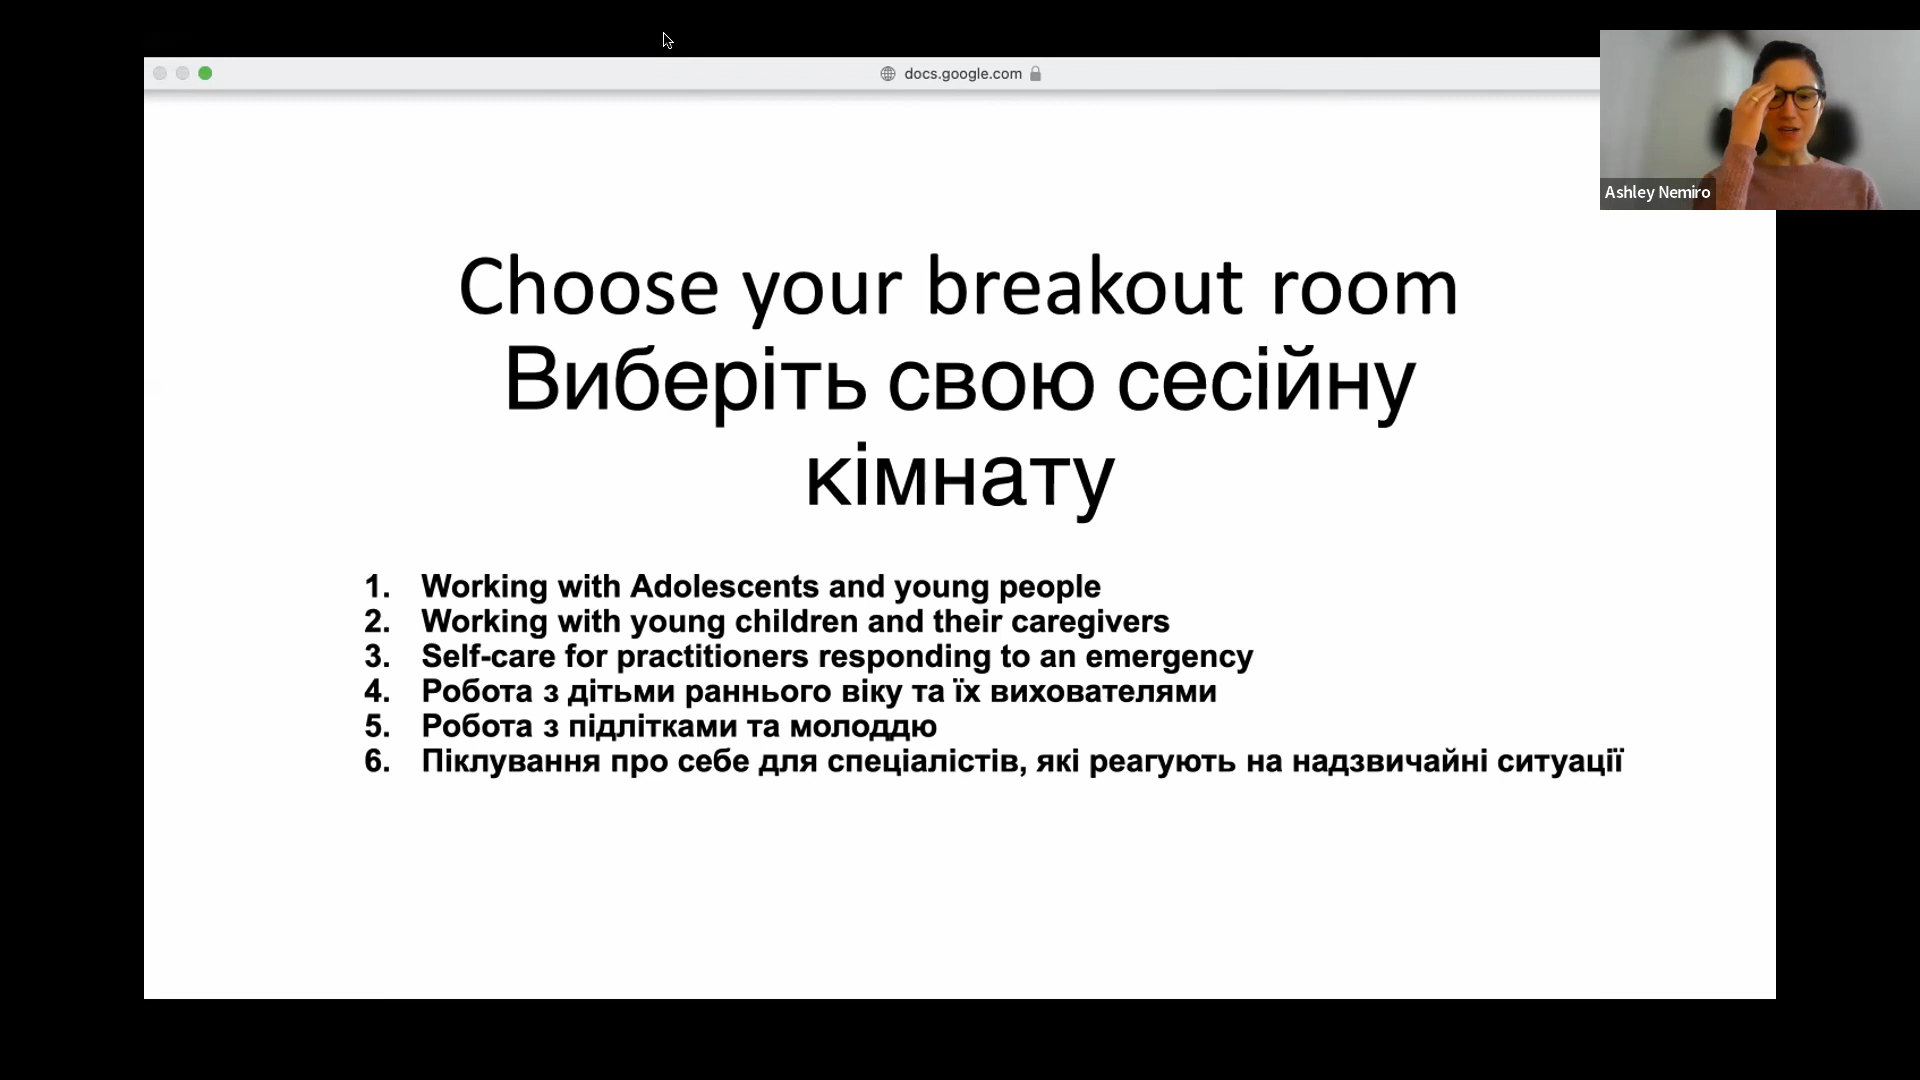 docs.google.com
Ashley Nemiro
Choose your breakout room
Виберіть свою сесійну
кімнату
1. Working with Adolescents and young people
2. Working with young children and their caregivers
3. Self-care for practitioners responding to an emergency
4. Робота з дітьми раннього віку та їх вихователями
5. Робота з підлітками та молоддю
6. Піклування про себе для спеціалістів, які реагують на надзвичайні ситуації